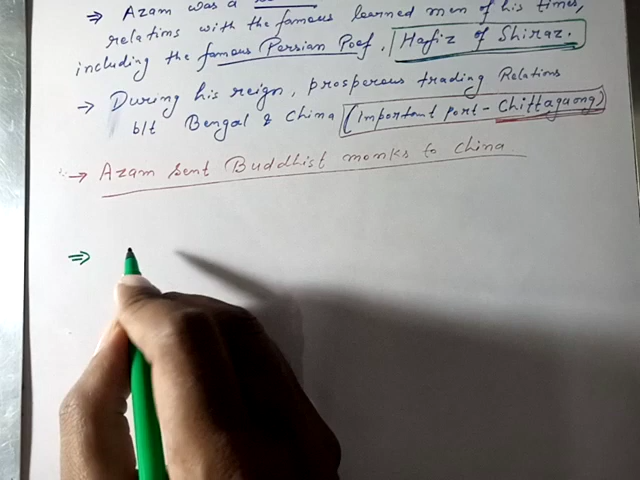 ⇒ Azam was a
relations with the famous learned men of his times,
including the famous Persian Poet, Hafiz of Shiraz.
→ During his reign, prosperous trading Relations
b/t Bengal & China (Important port - Chittagaong)
→ Azam sent Buddhist monks to China
⇒